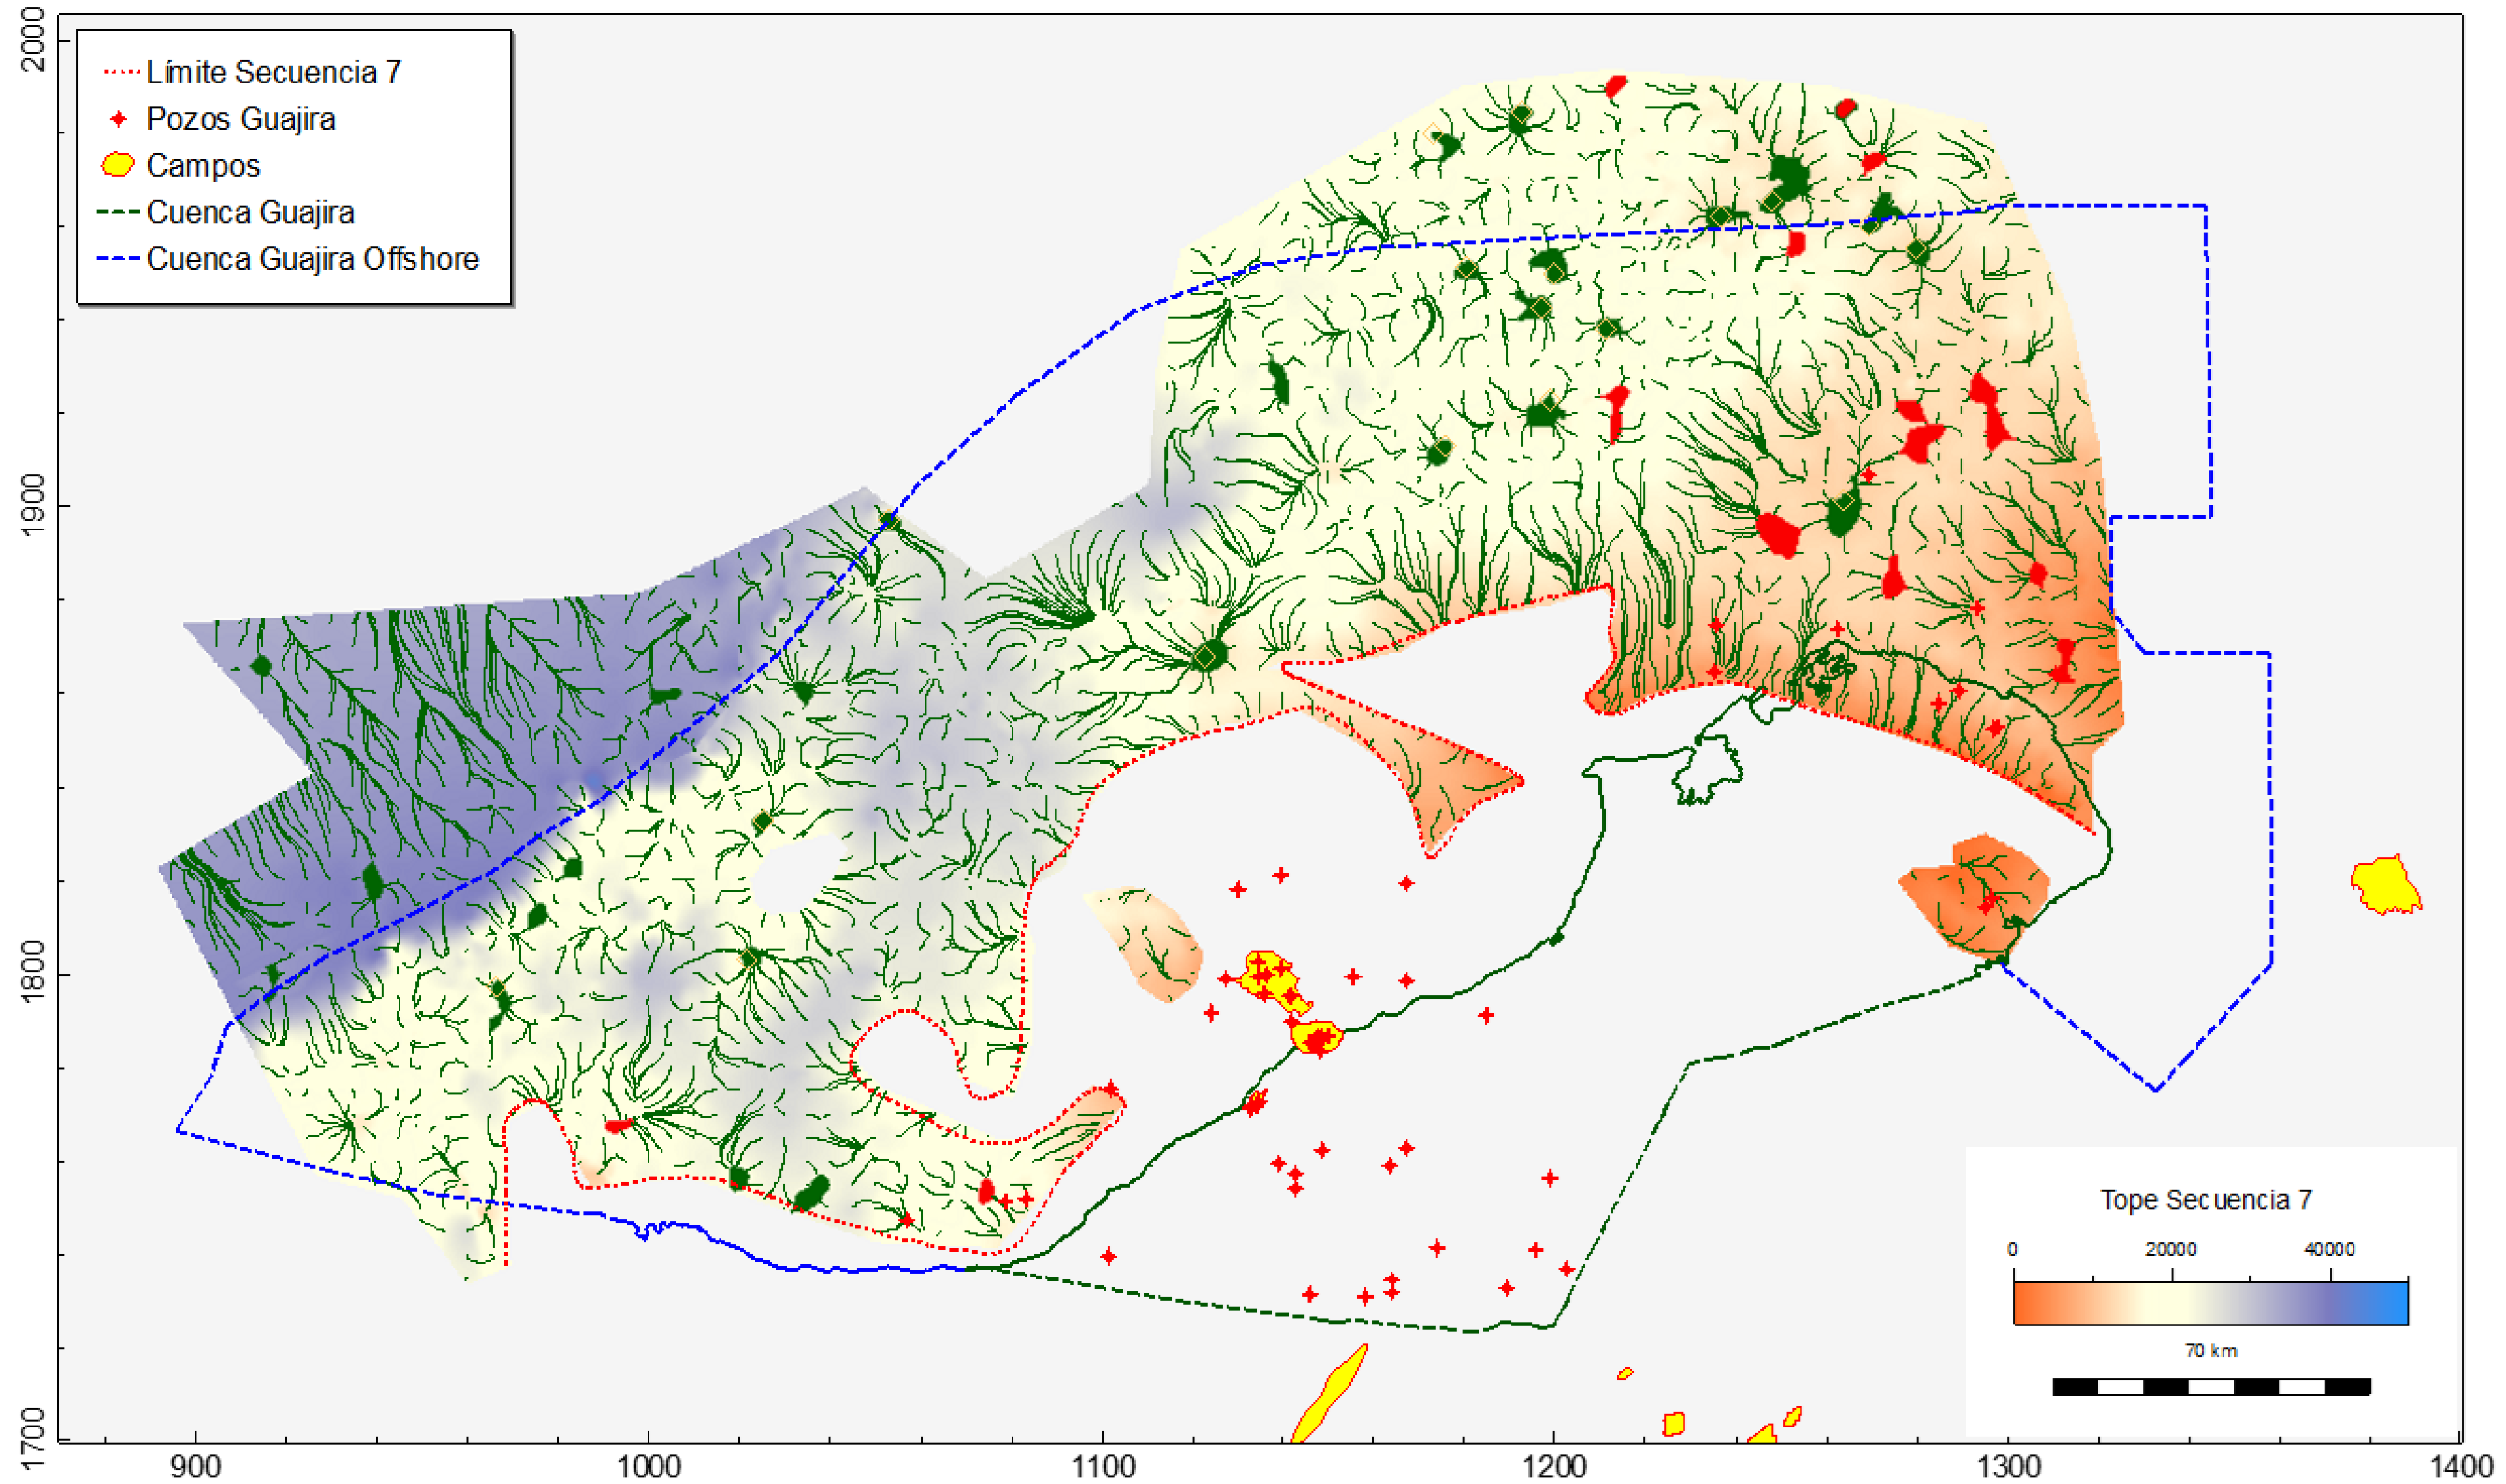 Límite Secuencia 7
Pozos Guajira
Campos
Cuenca Guajira
Cuenca Guajira Offshore
2000
1900
1800
1700
Tope Secuencia 7
0 20000 40000
70 km
900 1000 1100 1200 1300 1400